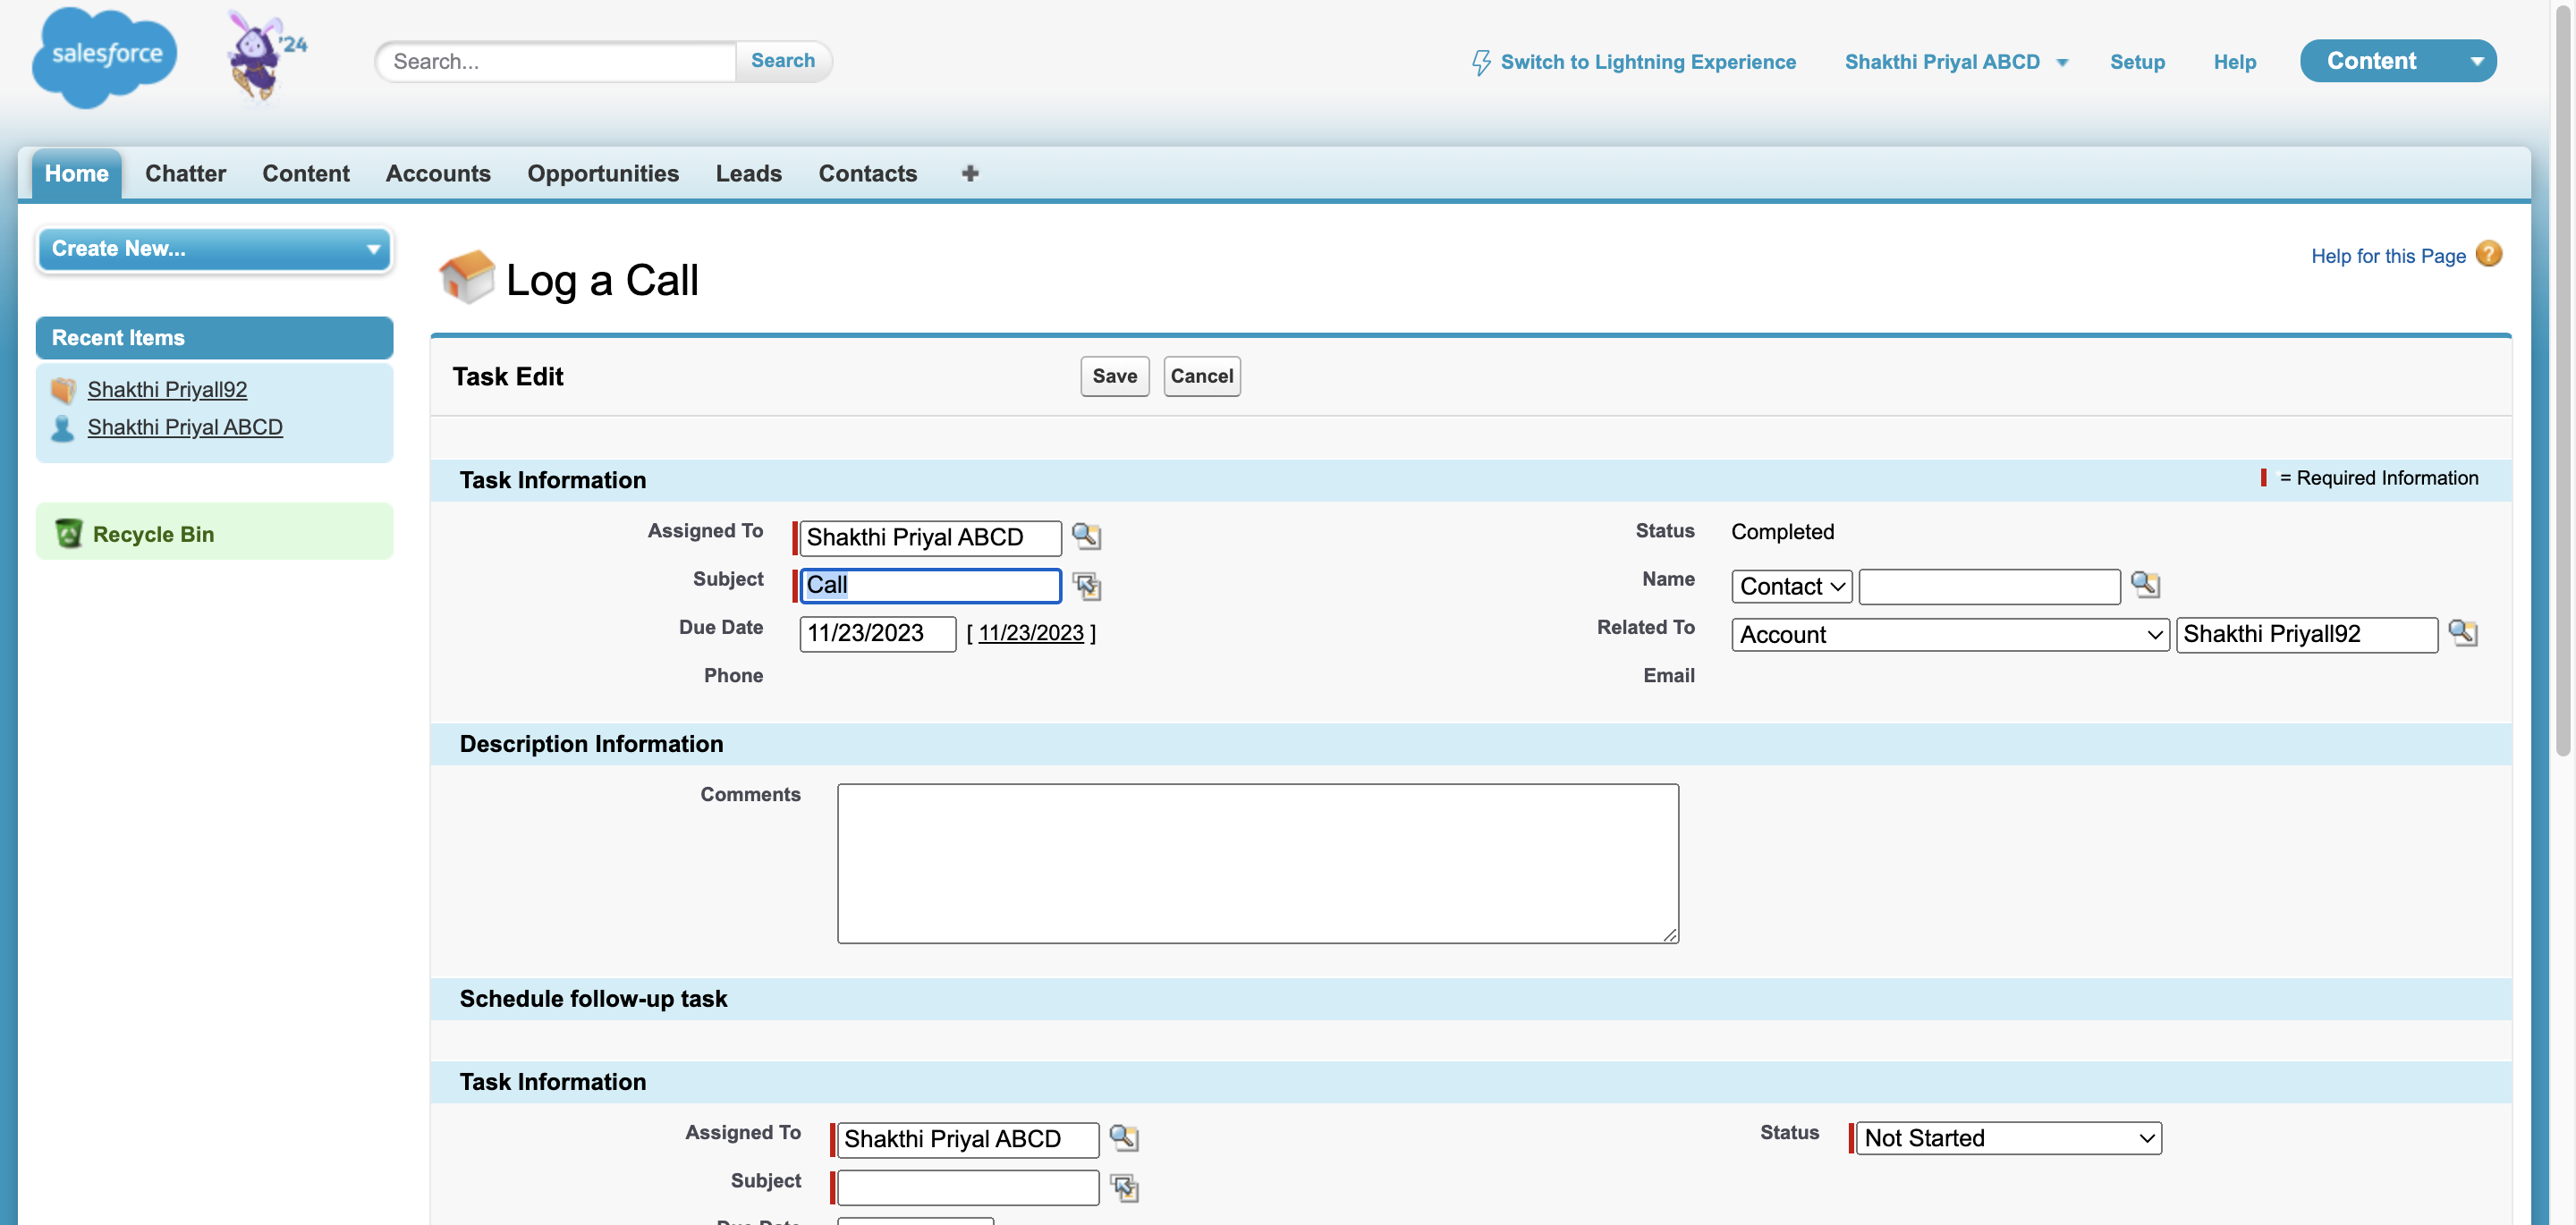 salesforce
'24
Search...
Search
Switch to Lightning Experience
Shakthi Priyal ABCD
Setup
Help
Content
Home
Chatter
Content
Accounts
Opportunities
Leads
Contacts
Create New...
Recent Items
Shakthi Priyall92
Shakthi Priyal ABCD
Recycle Bin
Log a Call
Help for this Page
Task Edit
Save
Cancel
Task Information
= Required Information
Assigned To
Shakthi Priyal ABCD
Status
Completed
Subject
Call
Name
Contact
Due Date
11/23/2023
[ 11/23/2023 ]
Related To
Account
Shakthi Priyall92
Phone
Email
Description Information
Comments
Schedule follow-up task
Task Information
Assigned To
Shakthi Priyal ABCD
Status
Not Started
Subject
Due Date